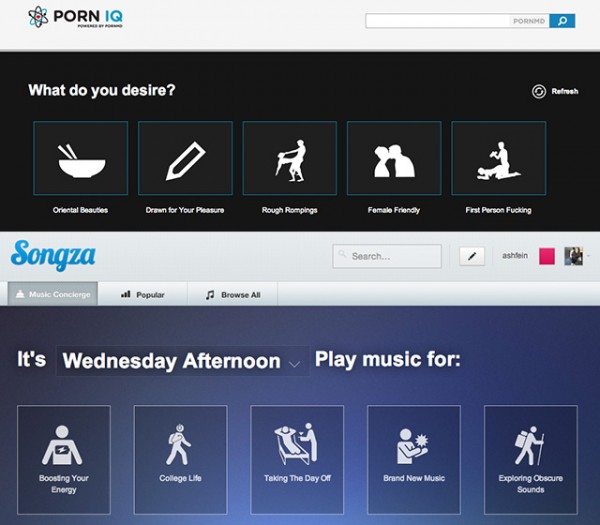 PORN IQ
POWERED BY PORNMD
PORNMD
What do you desire?
Refresh
Oriental Beauties
Drawn for Your Pleasure
Rough Rompings
Female Friendly
First Person Fucking
Songza
Search...
ashfein
Music Concierge
Popular
Browse All
It's Wednesday Afternoon Play music for:
Boosting Your
Energy
College Life
Taking The Day Off
Brand New Music
Exploring Obscure
Sounds